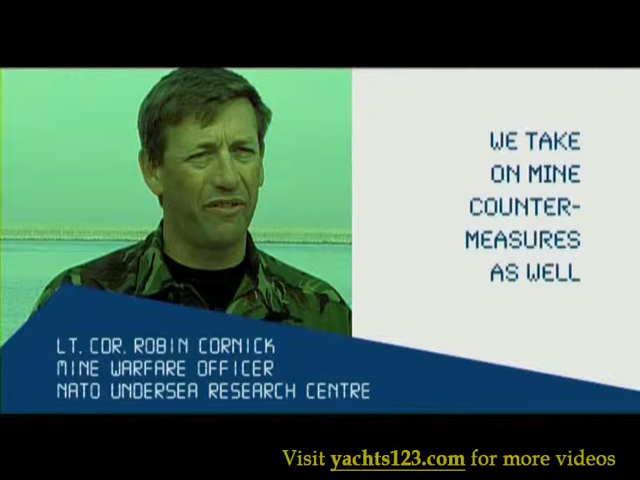 WE TAKE
ON MINE
COUNTER-
MEASURES
AS WELL
LT. CDR. ROBIN CORNICK
MINE WARFARE OFFICER
NATO UNDERSEA RESEARCH CENTRE
Visit yachts123.com for more videos